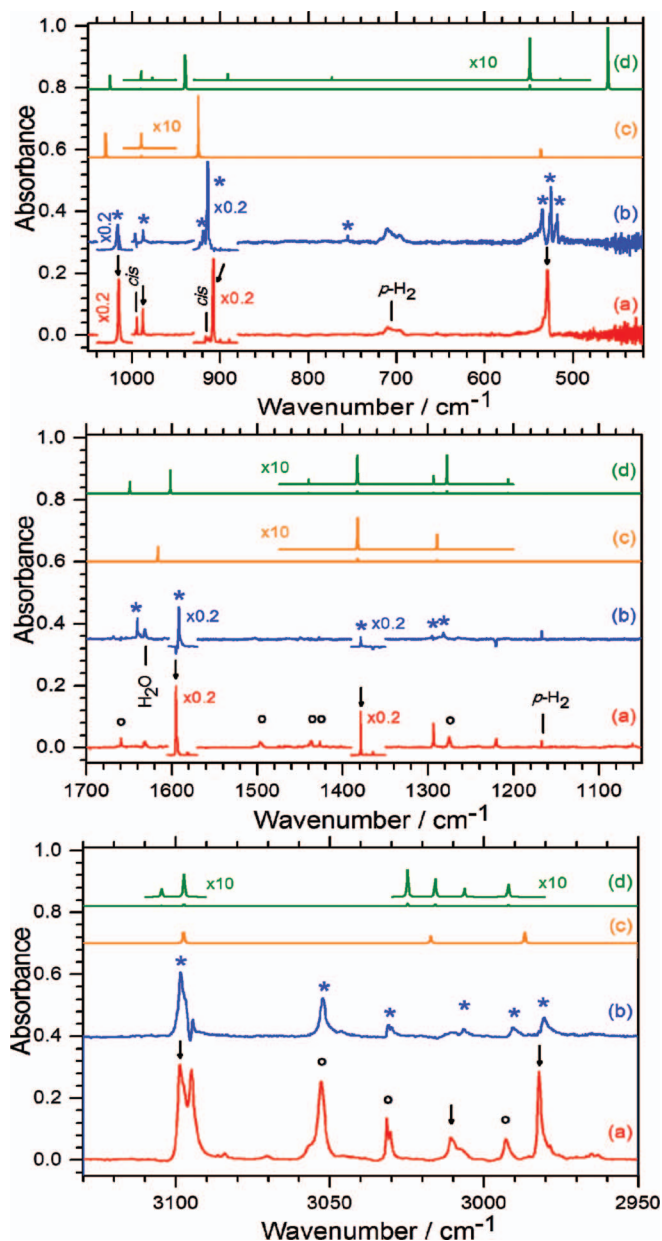 1.0
x10
(d)
0.8
x10
(c)
0.6
x0.2
*
*
*
*
x0.2
*
*
*
*
(b)
0.4
0.2
x0.2
cis
cis
x0.2
p-H2
(a)
0.0
Absorbance
1000 900 800 700 600 500
Wavenumber / cm-1
1.0
x10
(d)
0.8
x10
(c)
0.6
*
*
x0.2
*
x0.2
*
*
(b)
0.4
H2O
0.2
x0.2
x0.2
p-H2
o
o
o
o
o
(a)
0.0
Absorbance
1700 1600 1500 1400 1300 1200 1100
Wavenumber / cm-1
1.0
x10
x10
(d)
0.8
(c)
0.6
*
*
*
*
*
*
(b)
0.4
o
o
o
0.2
(a)
0.0
Absorbance
3100 3050 3000 2950
Wavenumber / cm-1